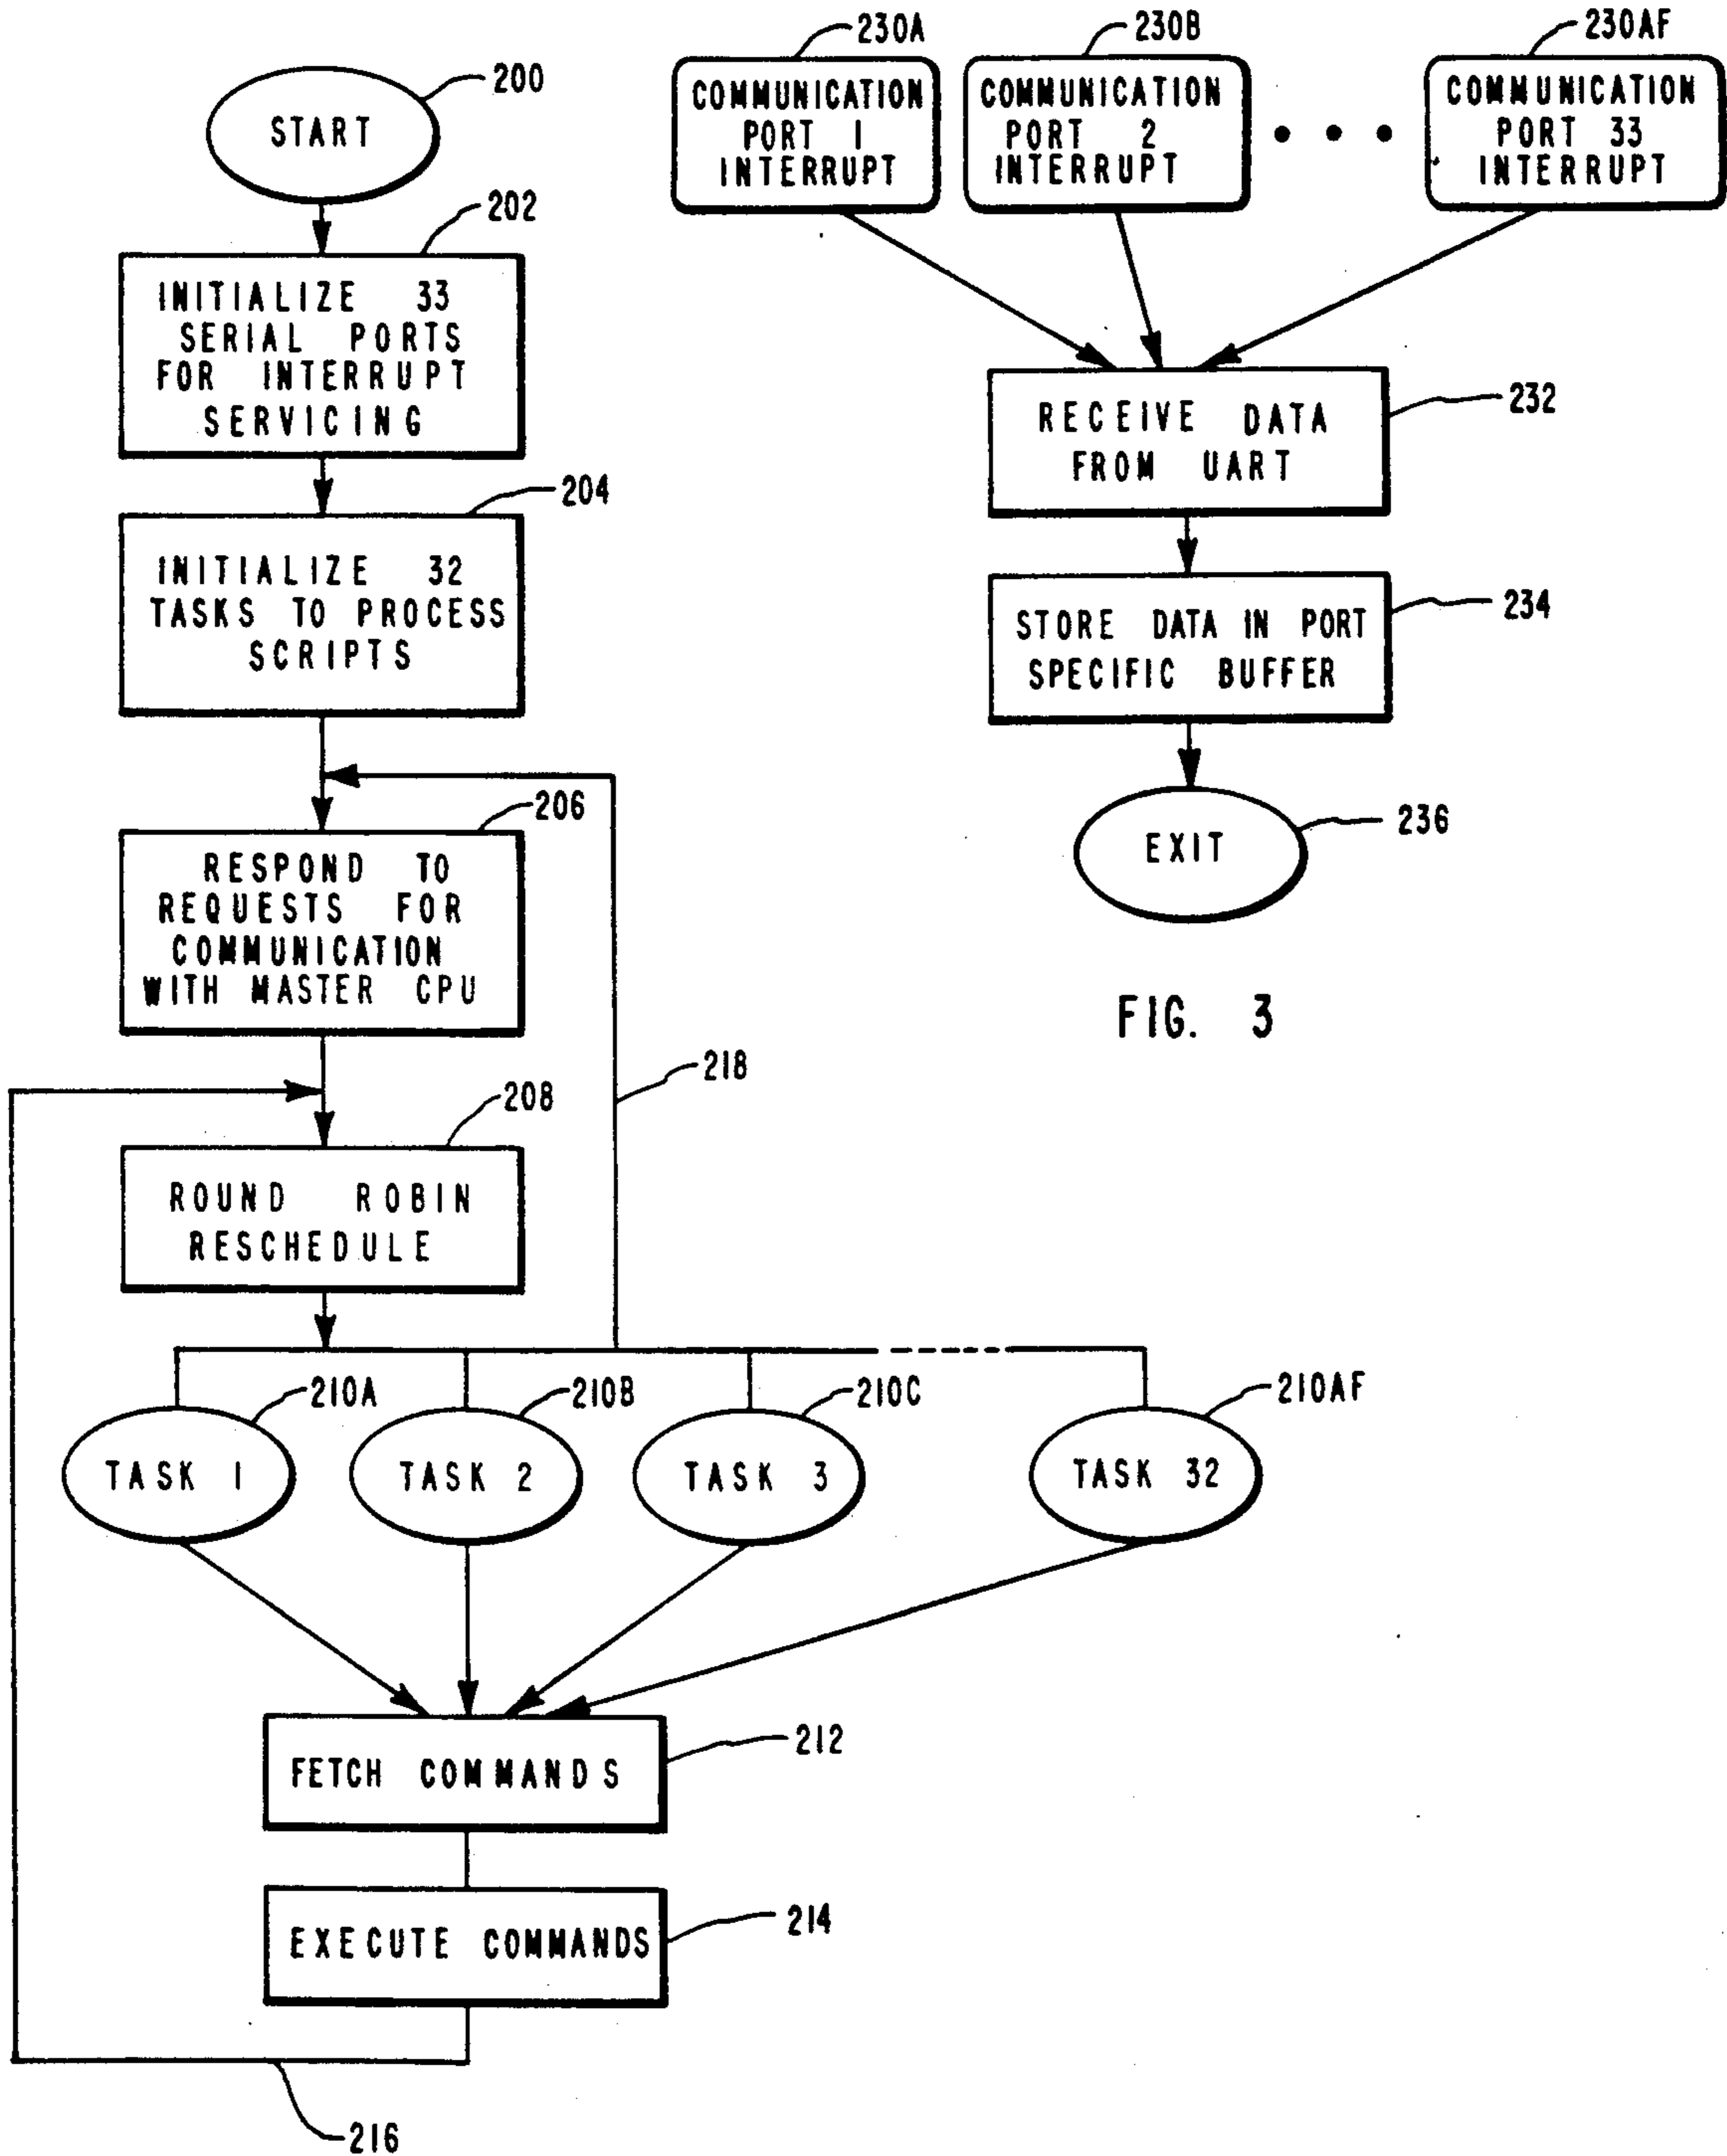 200
START
202
INITIALIZE 33
SERIAL PORTS
FOR INTERRUPT
SERVICING
204
INITIALIZE 32
TASKS TO PROCESS
SCRIPTS
206
RESPOND TO
REQUESTS FOR
COMMUNICATION
WITH MASTER CPU
218
208
ROUND ROBIN
RESCHEDULE
210A
210B
210C
210AF
TASK 1
TASK 2
TASK 3
TASK 32
212
FETCH COMMANDS
214
EXECUTE COMMANDS
216
230A
230B
230AF
COMMUNICATION
PORT 1
INTERRUPT
COMMUNICATION
PORT 2
INTERRUPT
COMMUNICATION
PORT 33
INTERRUPT
232
RECEIVE DATA
FROM UART
234
STORE DATA IN PORT
SPECIFIC BUFFER
236
EXIT
FIG. 3